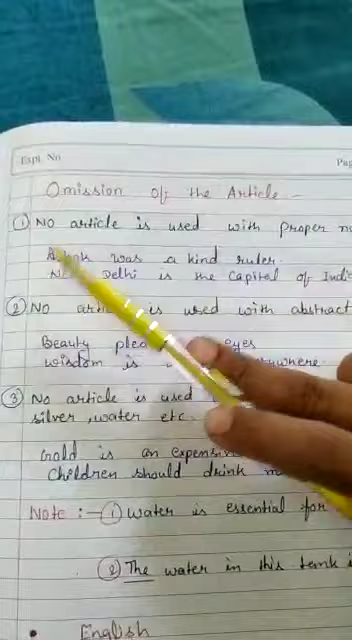 Expt. No
Omission of the Article -
① No article is used with proper
was a kind ruler.
Delhi is the Capital of
② No is used with abstract
Beauty eyes
wisdom is
③ No article is used
silver, water etc.
Gold is an
Children should drink
Note :- ① Water is essential for
② The water in this tank
• English